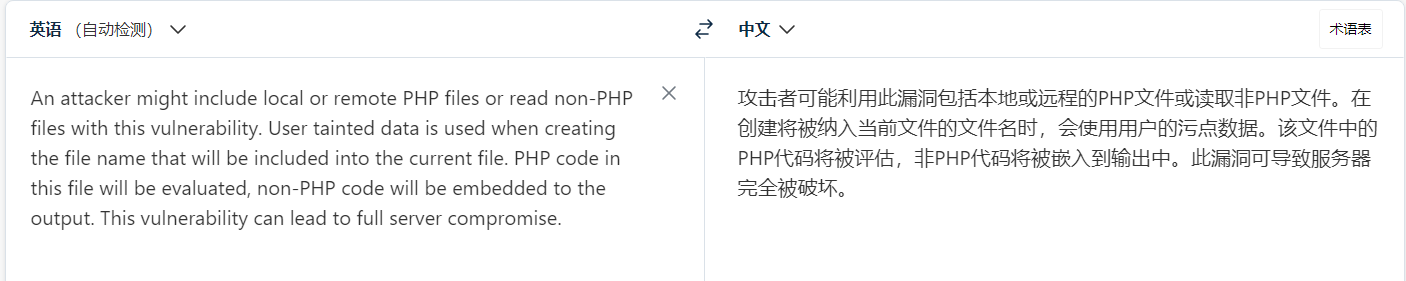 英语 （自动检测）
中文
术语表
An attacker might include local or remote PHP files or read non-PHP
files with this vulnerability. User tainted data is used when creating
the file name that will be included into the current file. PHP code in
this file will be evaluated, non-PHP code will be embedded to the
output. This vulnerability can lead to full server compromise.
攻击者可能利用此漏洞包括本地或远程的PHP文件或读取非PHP文件。在
创建将被纳入当前文件的文件名时，会使用用户的污点数据。该文件中的
PHP代码将被评估，非PHP代码将被嵌入到输出中。此漏洞可导致服务器
完全被破坏。